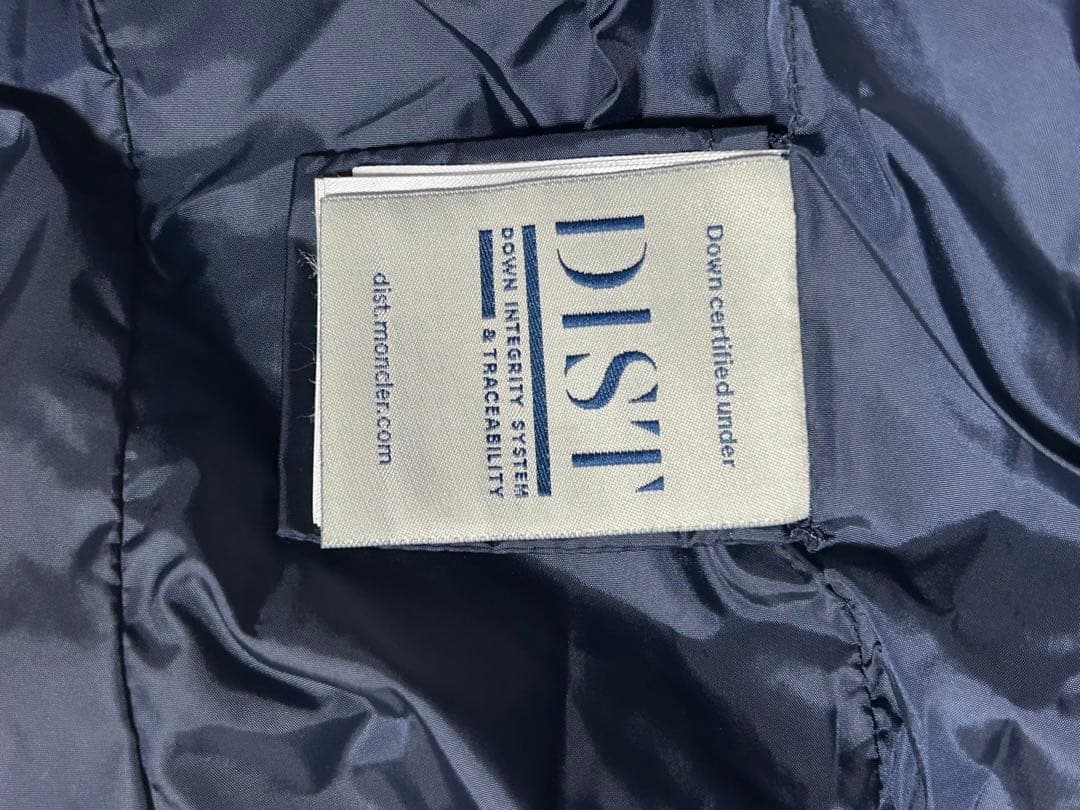 Down certified under
DIST
DOWN INTEGRITY SYSTEM
& TRACEABILITY
dist.moncler.com